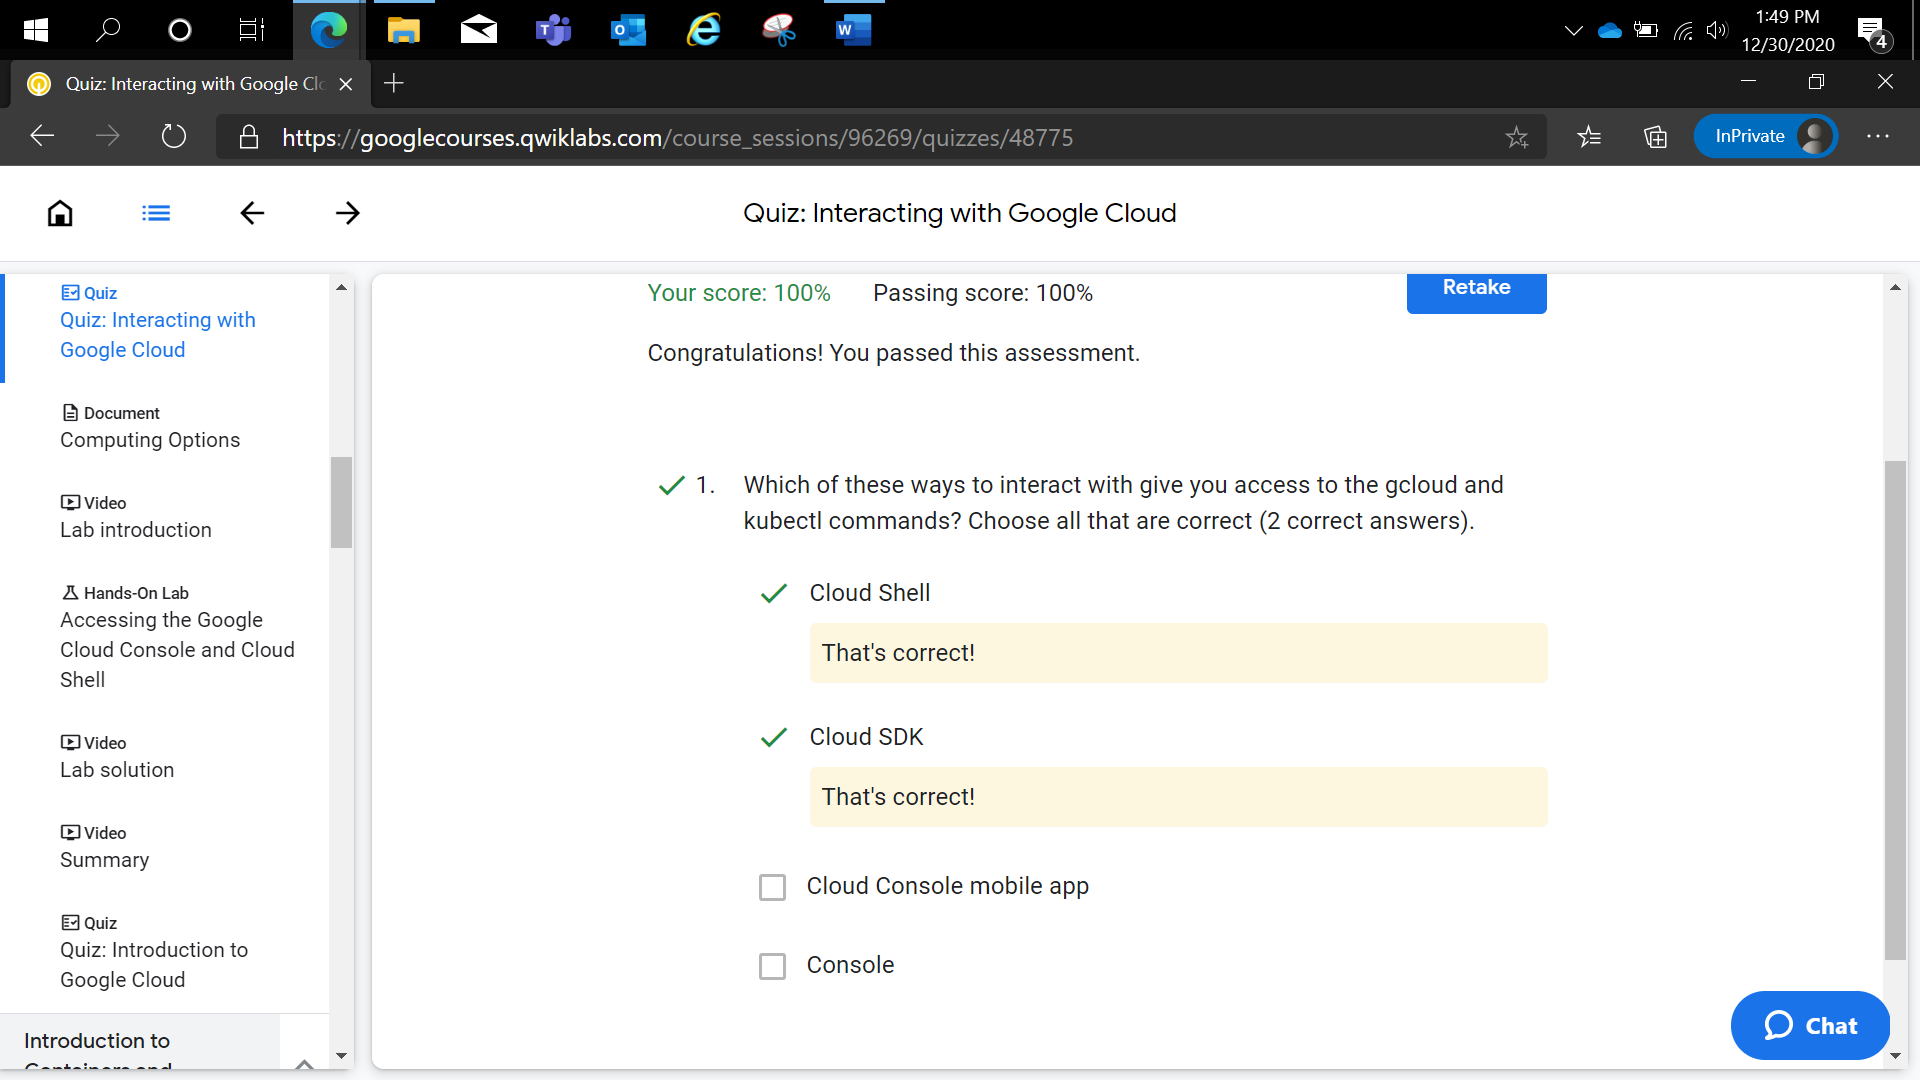 1:49 PM
12/30/2020
4
Quiz: Interacting with Google Clo
https://googlecourses.qwiklabs.com/course_sessions/96269/quizzes/48775
InPrivate
Quiz: Interacting with Google Cloud
Quiz
Quiz: Interacting with
Google Cloud
Document
Computing Options
Video
Lab introduction
Hands-On Lab
Accessing the Google
Cloud Console and Cloud
Shell
Video
Lab solution
Video
Summary
Quiz
Quiz: Introduction to
Google Cloud
Introduction to
Containers and
Your score: 100%
Passing score: 100%
Retake
Congratulations! You passed this assessment.
1. Which of these ways to interact with give you access to the gcloud and
kubectl commands? Choose all that are correct (2 correct answers).
Cloud Shell
That's correct!
Cloud SDK
That's correct!
Cloud Console mobile app
Console
Chat